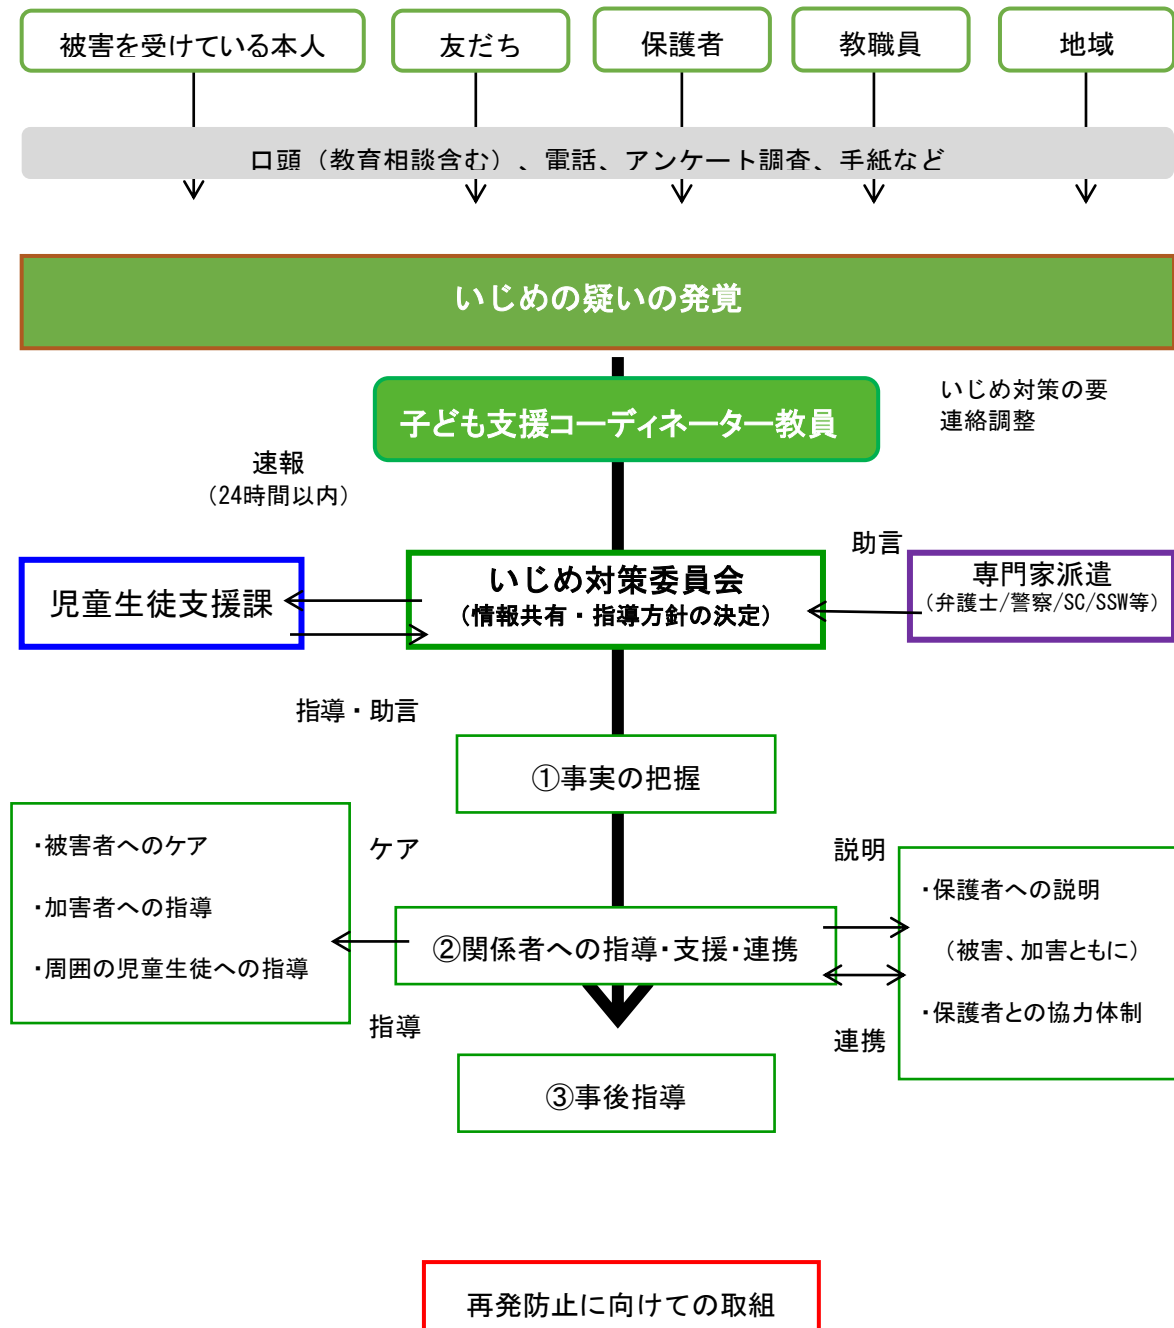 被害を受けている本人
友だち
保護者
教職員
地域
口頭（教育相談含む）、電話、アンケート調査、手紙など
いじめの疑いの発覚
子ども支援コーディネーター教員
いじめ対策の要
連絡調整
速報
（24時間以内）
児童生徒支援課
いじめ対策委員会
（情報共有・指導方針の決定）
助言
専門家派遣
（弁護士/警察/SC/SSW等）
指導・助言
①事実の把握
・被害者へのケア
・加害者への指導
・周囲の児童生徒への指導
ケア
指導
②関係者への指導・支援・連携
説明
連携
・保護者への説明
（被害、加害ともに）
・保護者との協力体制
③事後指導
再発防止に向けての取組